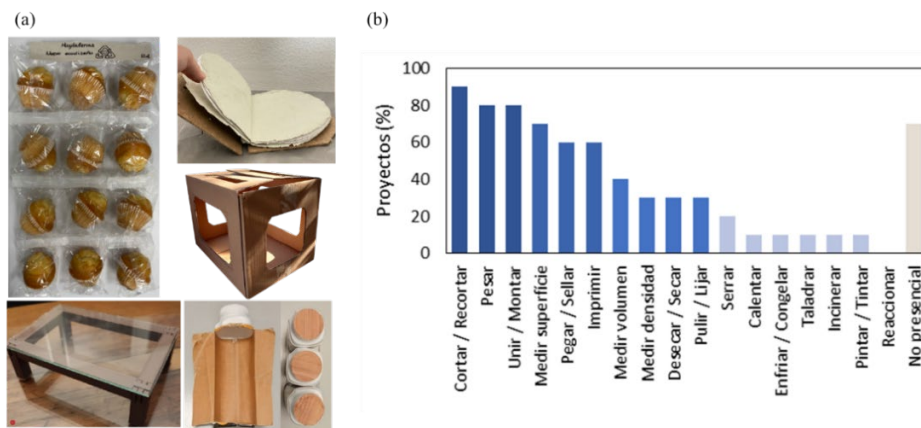 (a)
(b)
Magdalenas
100
80
60
40
20
0
Proyectos (%)
Cortar / Recortar
Pesar
Unir / Montar
Medir superficie
Pegar / Sellar
Imprimir
Medir volumen
Medir densidad
Desecar / Secar
Pulir / Lijar
Serrar
Calentar
Enfriar / Congelar
Taladrar
Incinerar
Pintar / Tintar
Reaccionar
No presencial